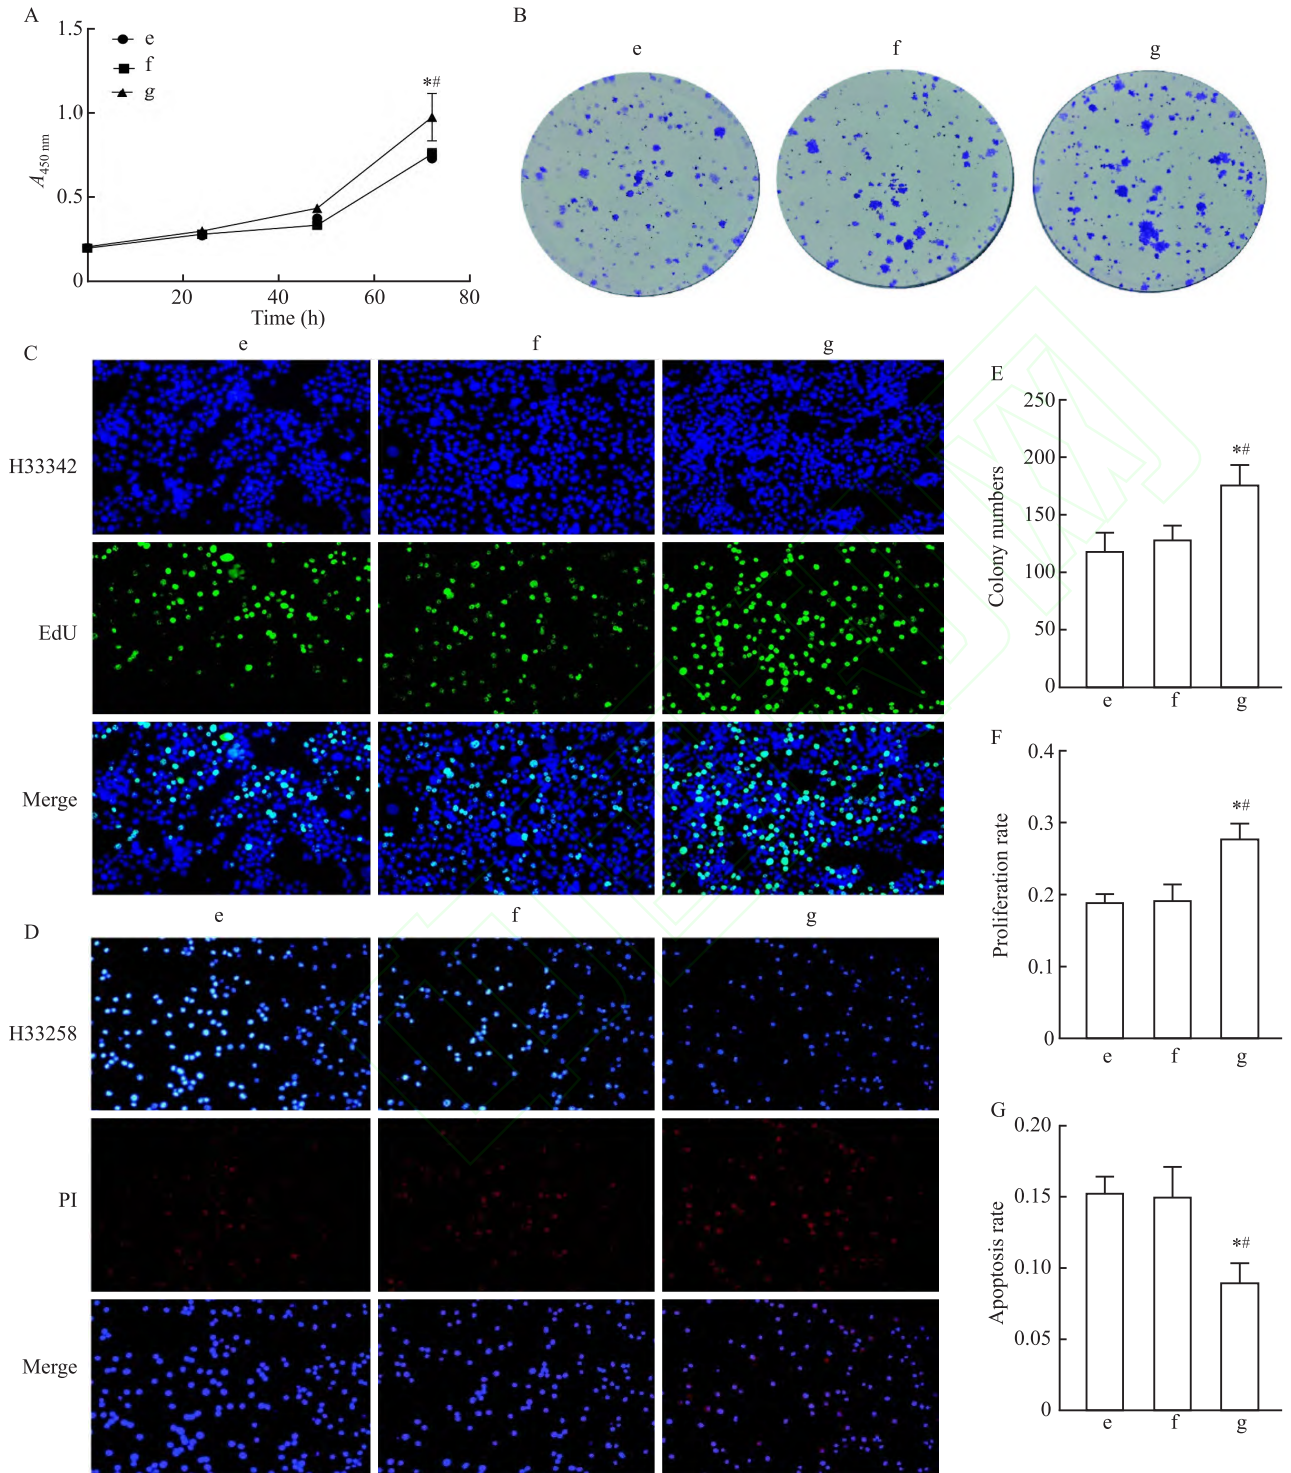 A
1.5
1.0
0.5
0
20
40
60
80
A450 nm
Time (h)
e
f
g
*#
B
e
f
g
C
e
f
g
H33342
EdU
Merge
D
e
f
g
H33258
PI
Merge
E
250
200
150
100
50
0
Colony numbers
*#
e
f
g
F
0.4
0.3
0.2
0.1
0
Proliferation rate
*#
e
f
g
G
0.20
0.15
0.10
0.05
0
Apoptosis rate
*#
e
f
g